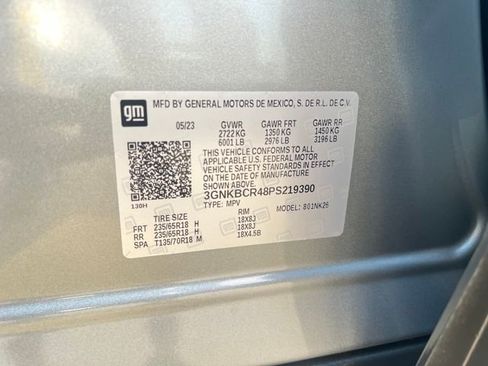 gm
MFD BY GENERAL MOTORS DE MEXICO, S. DE R.L. DE C.V.
05/23 GVWR GAWR FRT GAWR RR
2722 KG 1350 KG 1450 KG
6001 LB 2976 LB 3196 LB
THIS VEHICLE CONFORMS TO ALL
APPLICABLE U.S. FEDERAL MOTOR
VEHICLE SAFETY STANDARDS IN EFFECT
ON THE DATE OF MANUFACTURE
SHOWN ABOVE.
3GNKBCR48PS219390
130H TYPE: MPV MODEL: 801NK26
TIRE SIZE RIM
FRT 235/65R18 H 18X8J
RR 235/65R18 H 18X8J
SPA T135/70R18 M 18X4.5B